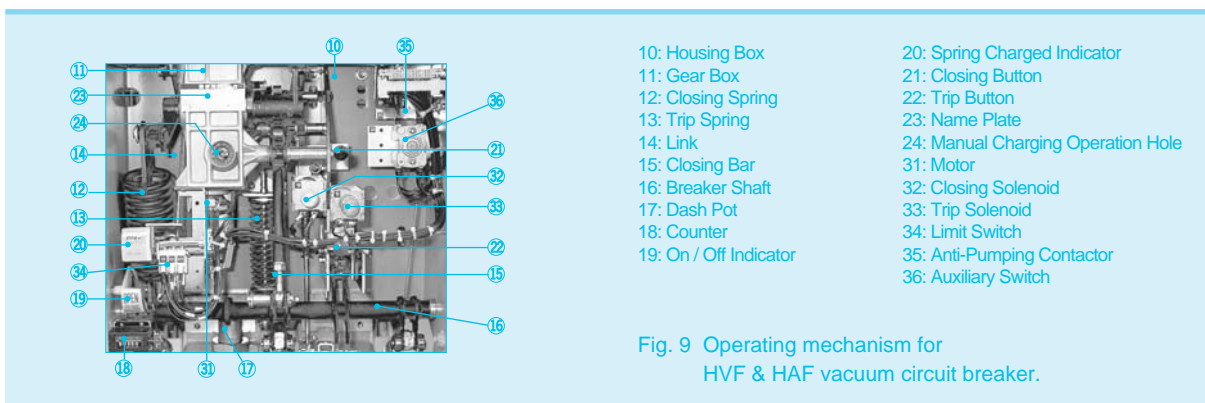 ⑩ ㉟
⑪
㉓ ㊱
㉔
⑭ ㉑
⑫ ㉜
⑬ ㉝
⑳ ㉒
㉞ ⑮
⑲
⑯
⑱ ㉛ ⑰
10: Housing Box
11: Gear Box
12: Closing Spring
13: Trip Spring
14: Link
15: Closing Bar
16: Breaker Shaft
17: Dash Pot
18: Counter
19: On / Off Indicator
20: Spring Charged Indicator
21: Closing Button
22: Trip Button
23: Name Plate
24: Manual Charging Operation Hole
31: Motor
32: Closing Solenoid
33: Trip Solenoid
34: Limit Switch
35: Anti-Pumping Contactor
36: Auxiliary Switch
Fig. 9 Operating mechanism for
HVF & HAF vacuum circuit breaker.